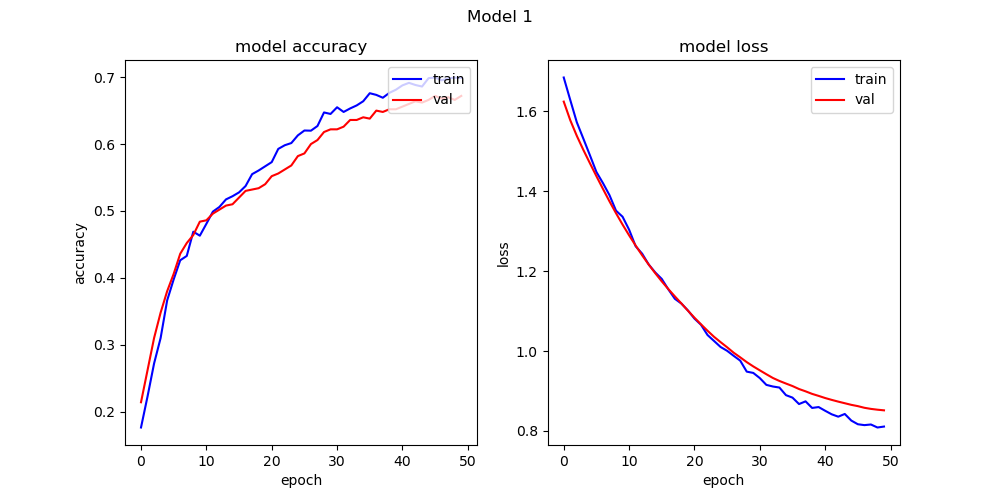 Model 1
model accuracy
train
val
0.7
0.6
0.5
0.4
0.3
0.2
accuracy
0 10 20 30 40 50
epoch
model loss
train
val
1.6
1.4
1.2
1.0
0.8
loss
0 10 20 30 40 50
epoch